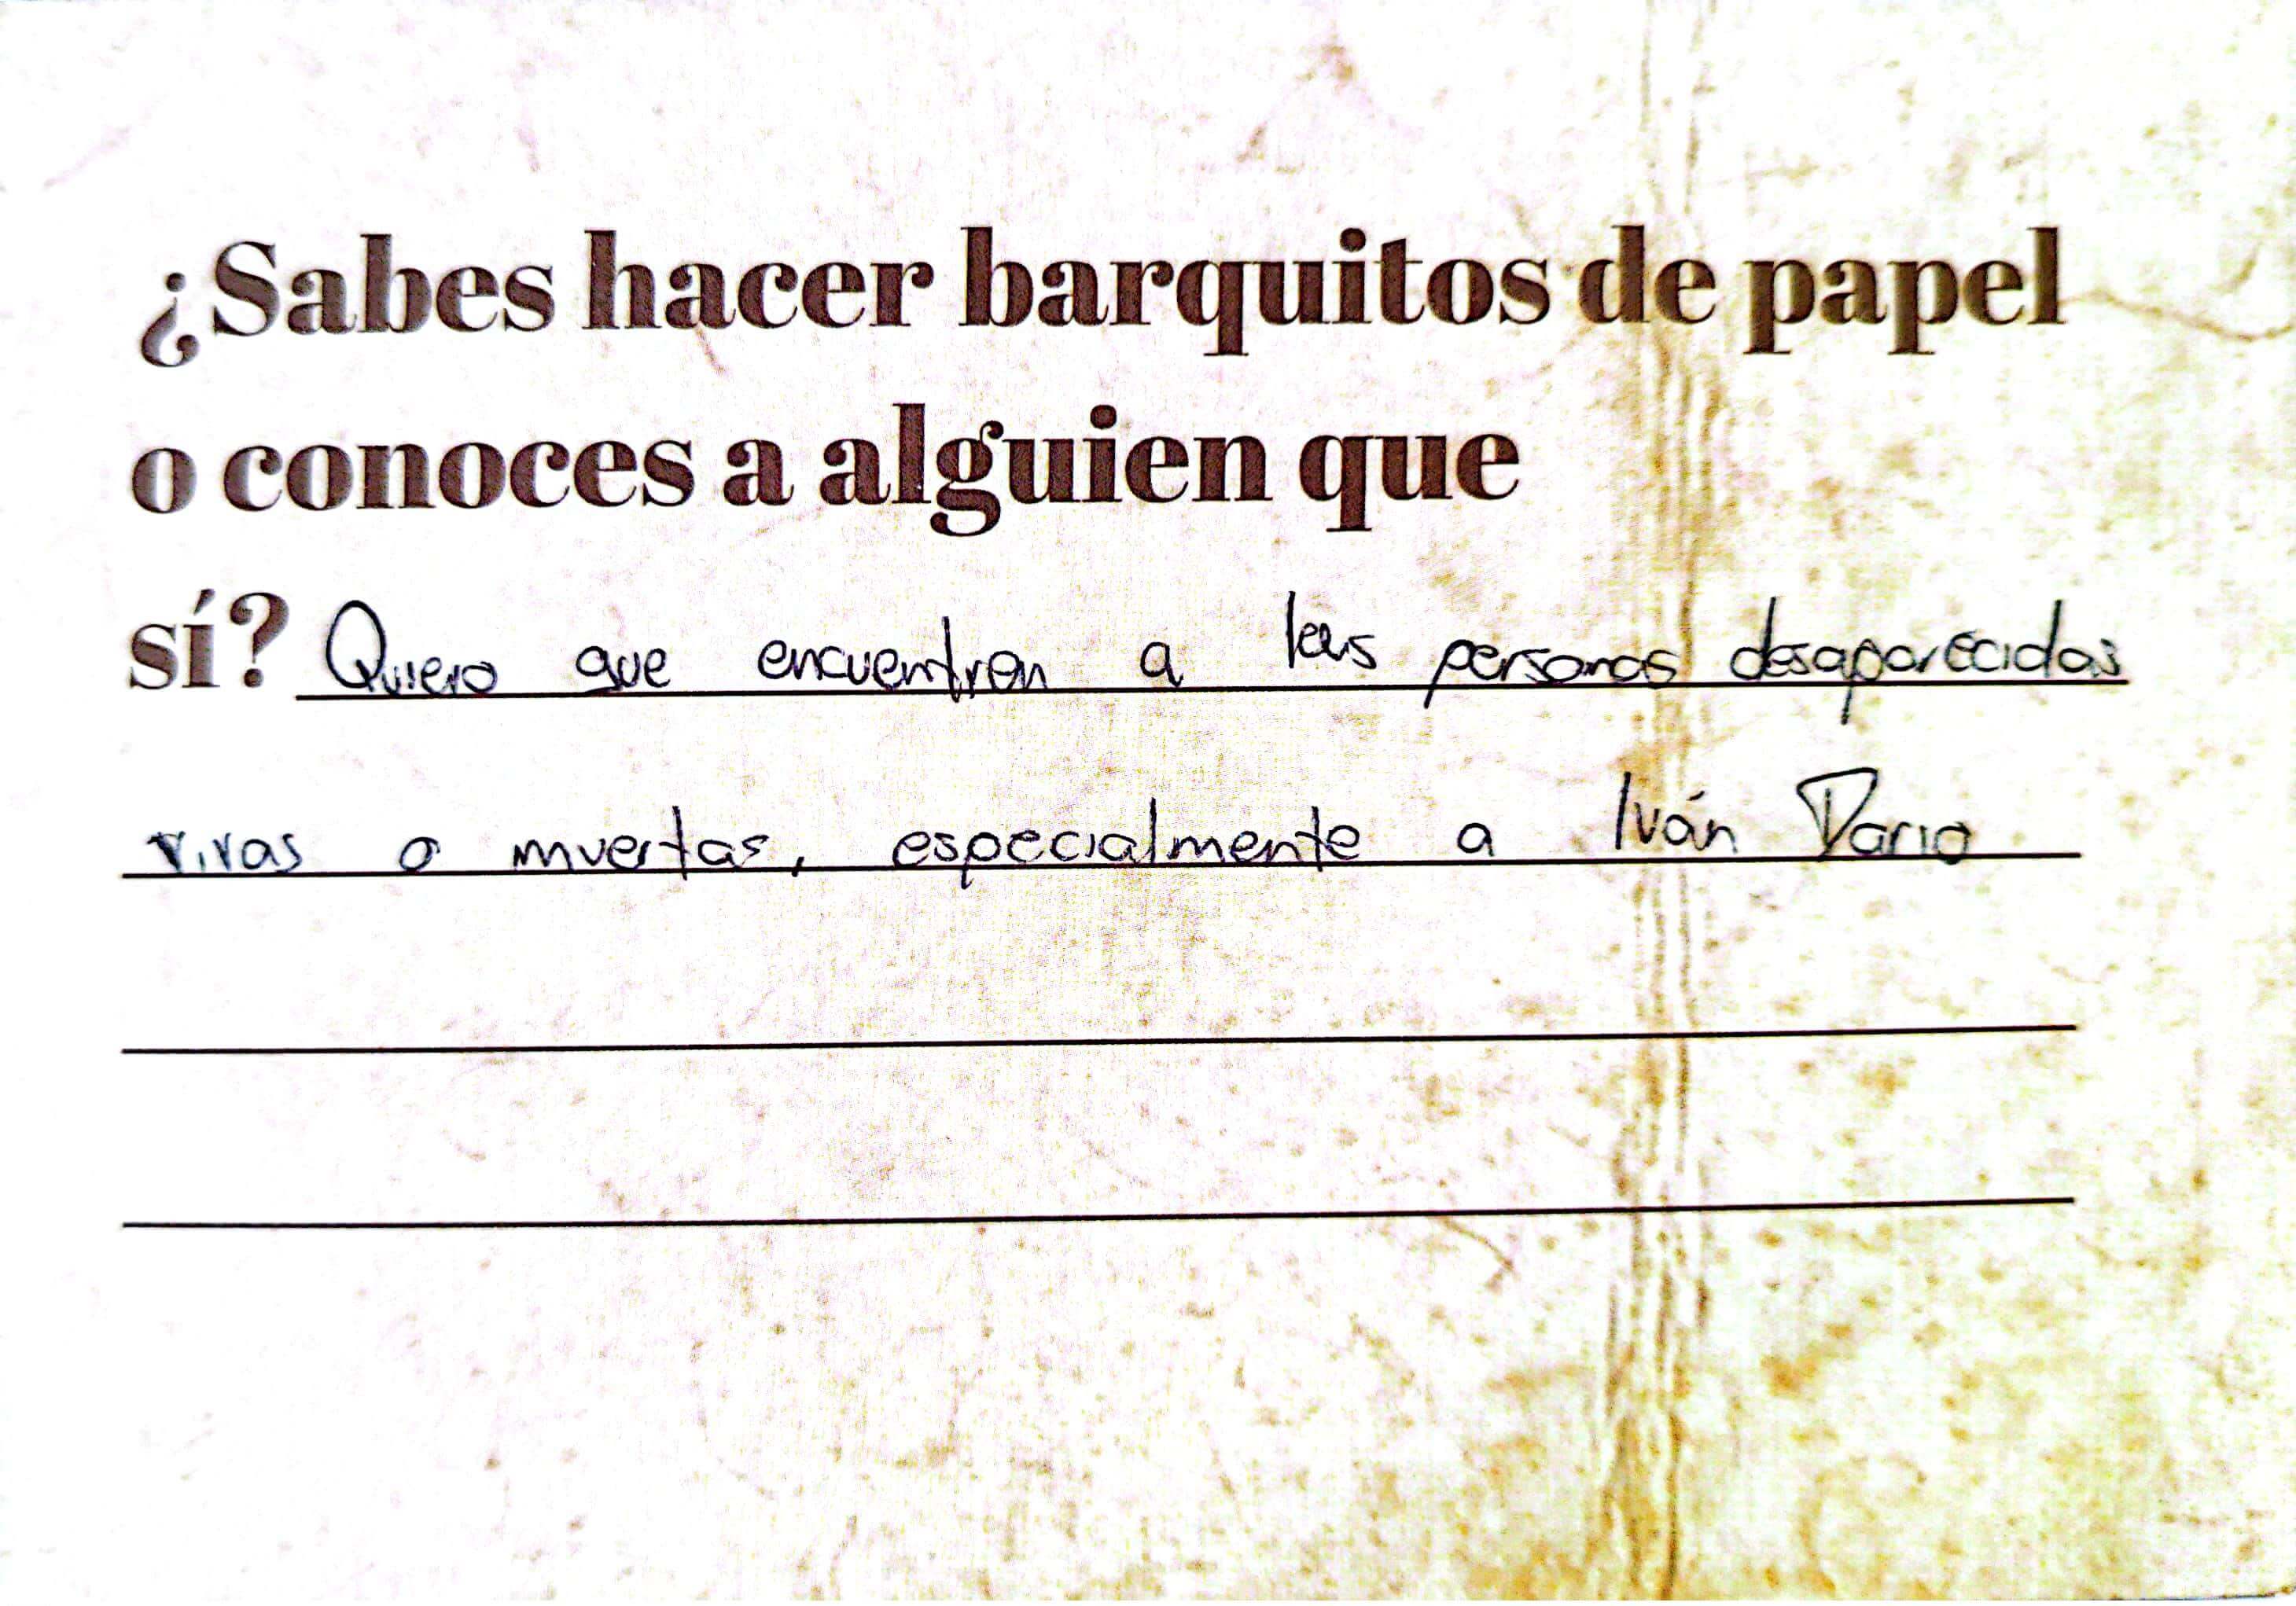 ¿Sabes hacer barquitos de papel
o conoces a alguien que
sí? Quiero que encuentren a las personas desaparecidas
vivas o muertas, especialmente a Iván Dario